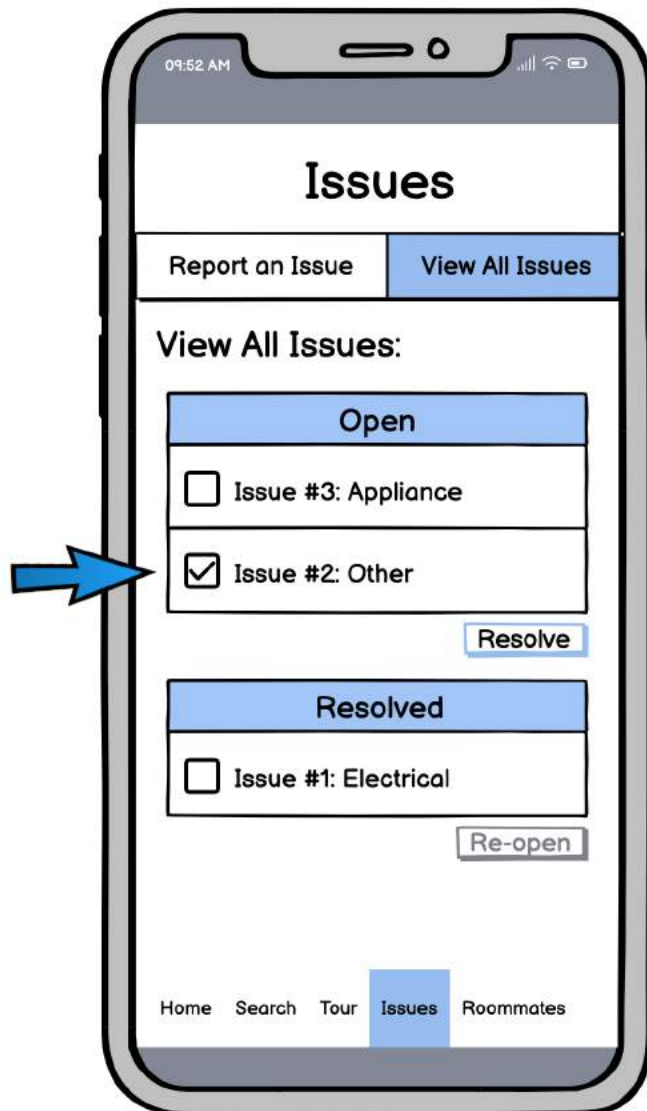 09:52 AM
Issues
Report an Issue View All Issues
View All Issues:
Open
Issue #3: Appliance
Issue #2: Other
Resolve
Resolved
Issue #1: Electrical
Re-open
Home Search Tour Issues Roommates